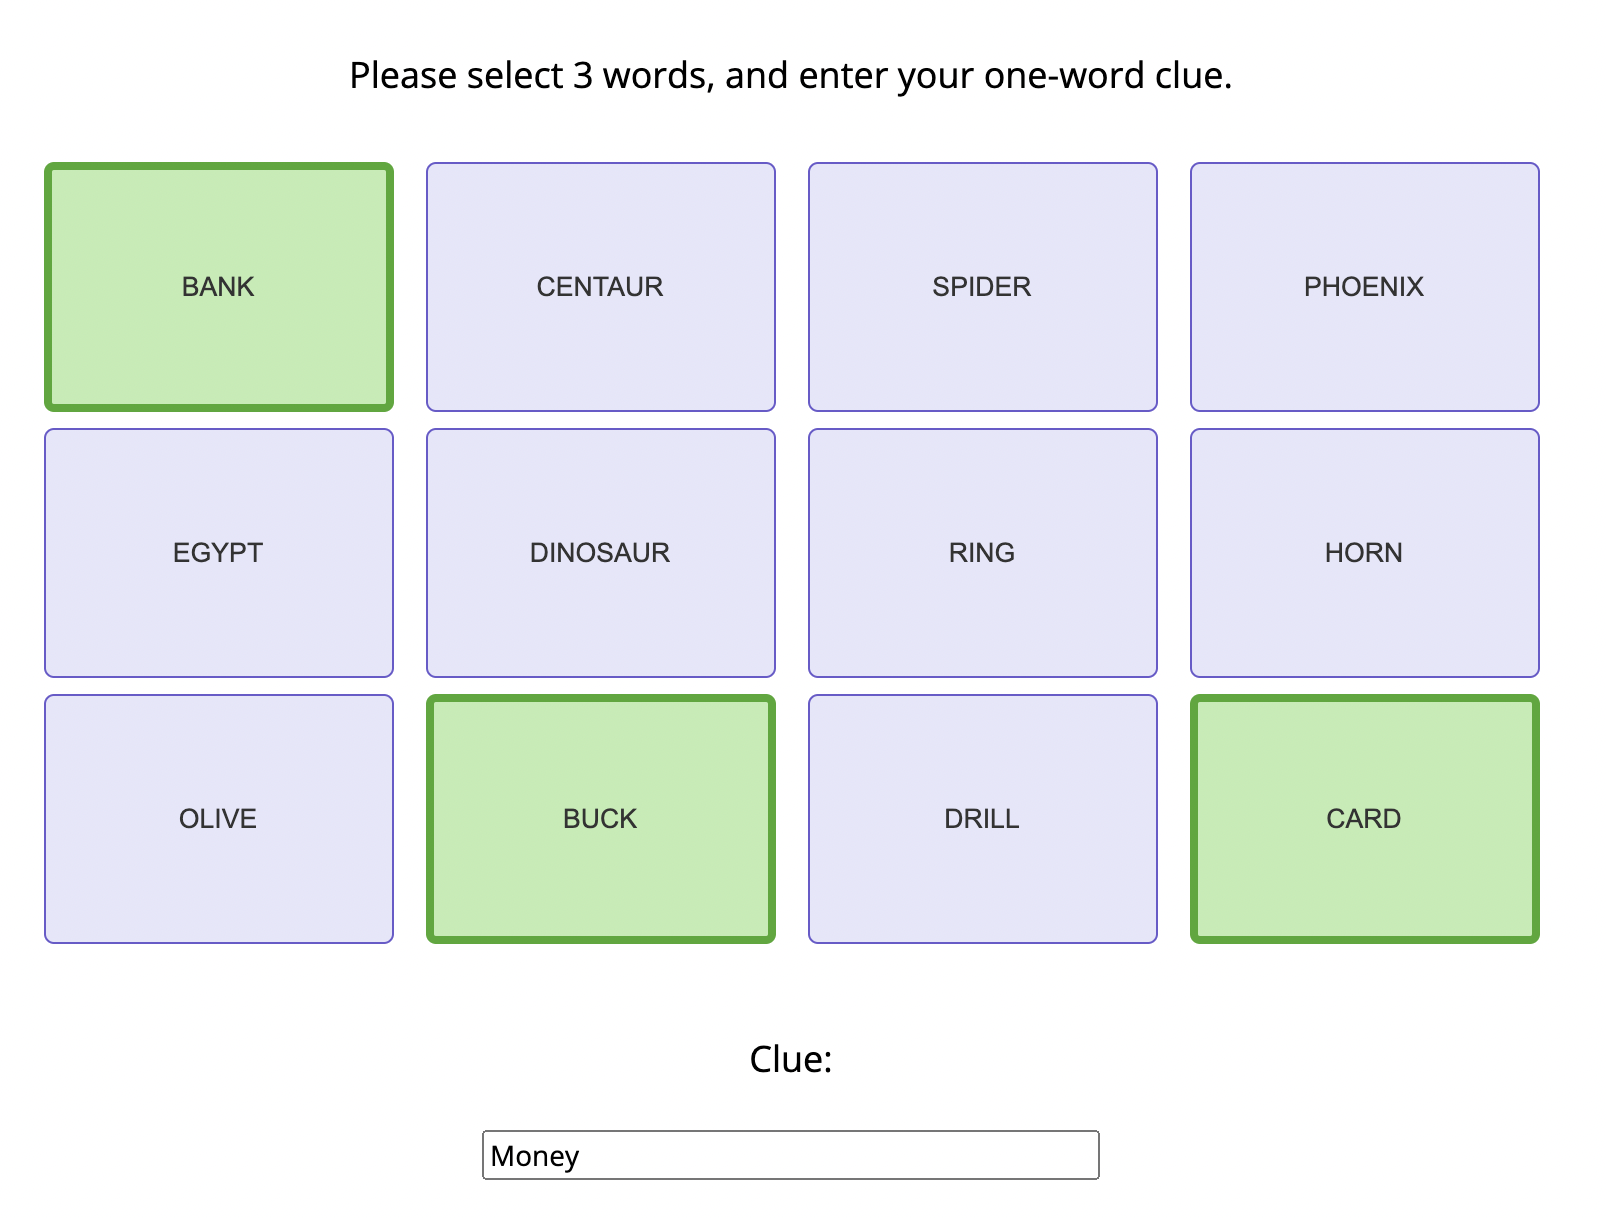 Please select 3 words, and enter your one-word clue.
BANK CENTAUR SPIDER PHOENIX
EGYPT DINOSAUR RING HORN
OLIVE BUCK DRILL CARD
Clue:
Money